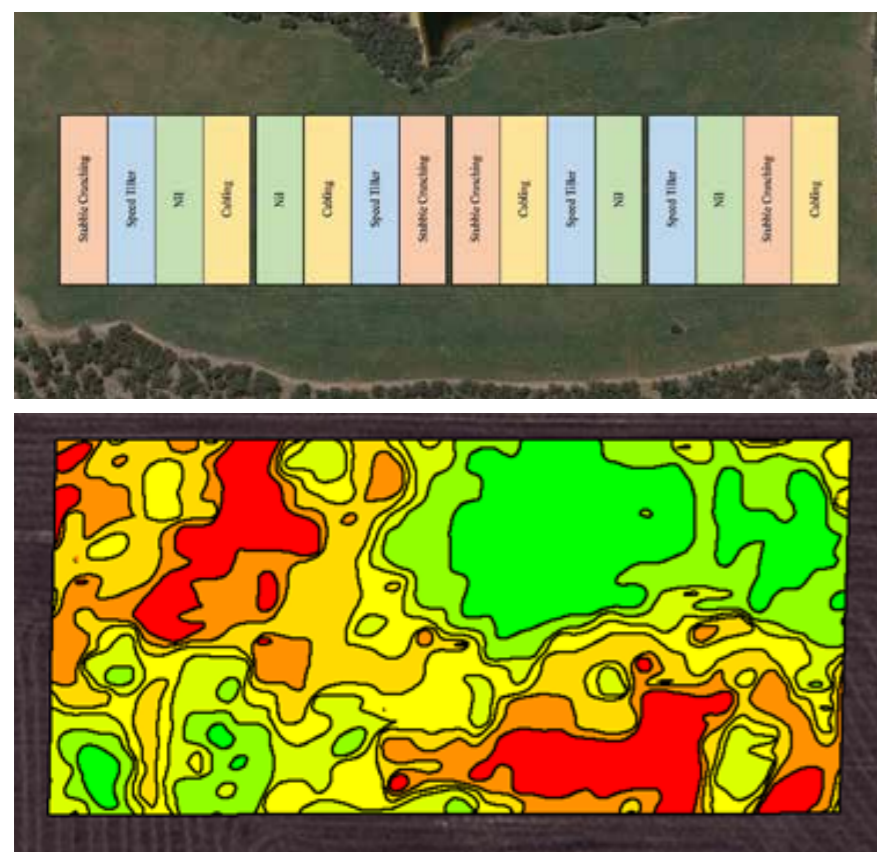 Stubble Crunching
Speed Tiller
Nil
Cabling
Nil
Cabling
Speed Tiller
Stubble Crunching
Stubble Crunching
Cabling
Speed Tiller
Nil
Speed Tiller
Nil
Stubble Crunching
Cabling